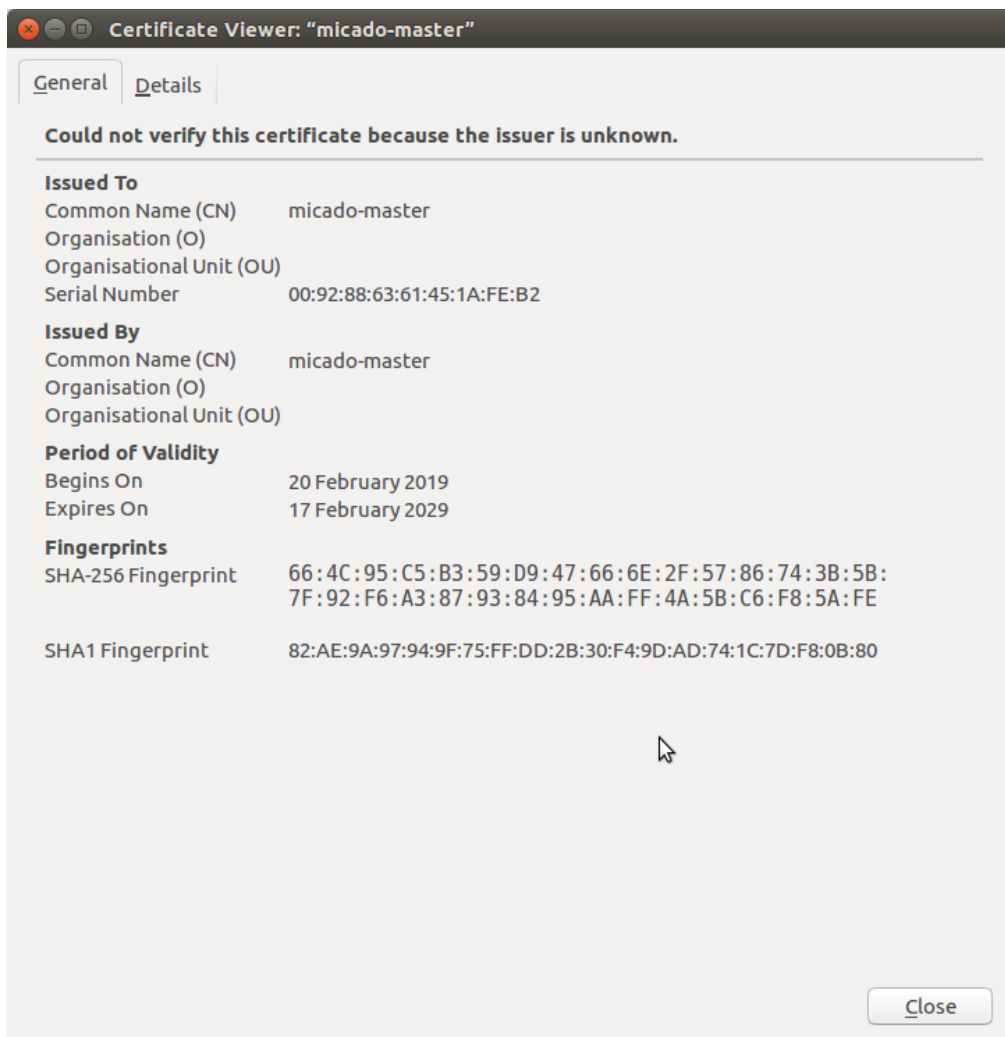 Certificate Viewer: “micado-master”
General Details
Could not verify this certificate because the issuer is unknown.
Issued To
Common Name (CN) micado-master
Organisation (O)
Organisational Unit (OU)
Serial Number 00:92:88:63:61:45:1A:FE:B2
Issued By
Common Name (CN) micado-master
Organisation (O)
Organisational Unit (OU)
Period of Validity
Begins On 20 February 2019
Expires On 17 February 2029
Fingerprints
SHA-256 Fingerprint 66:4C:95:C5:B3:59:D9:47:66:6E:2F:57:86:74:3B:5B:
7F:92:F6:A3:87:93:84:95:AA:FF:4A:5B:C6:F8:5A:FE
SHA1 Fingerprint 82:AE:9A:97:94:9F:75:FF:DD:2B:30:F4:9D:AD:74:1C:7D:F8:0B:80
Close